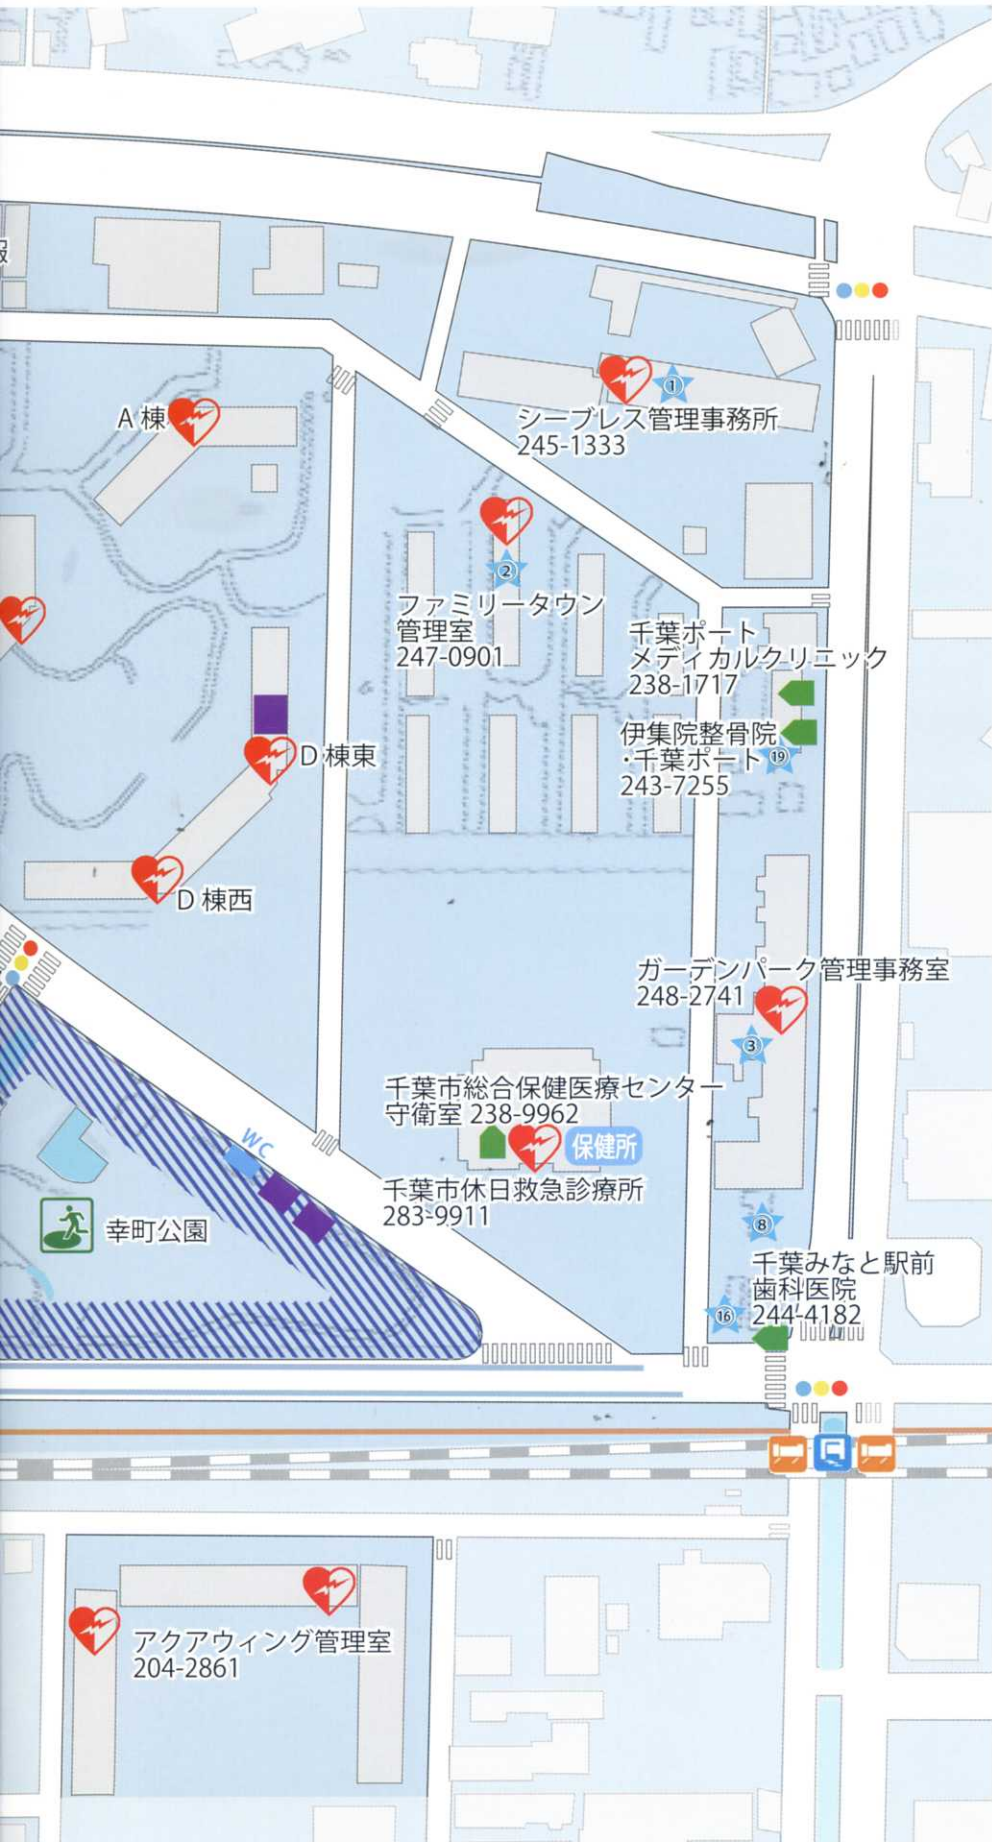 報
①
シーブレス管理事務所
245-1333
A 棟
②
ファミリータウン
管理室
247-0901
千葉ポート
メディカルクリニック
238-1717
伊集院整骨院
・千葉ポート
243-7255
⑲
D 棟東
D 棟西
ガーデンパーク管理事務室
248-2741
③
千葉市総合保健医療センター
守衛室 238-9962
保健所
千葉市休日救急診療所
283-9911
WC
幸町公園
⑧
千葉みなと駅前
歯科医院
244-4182
⑯
アクアウィング管理室
204-2861